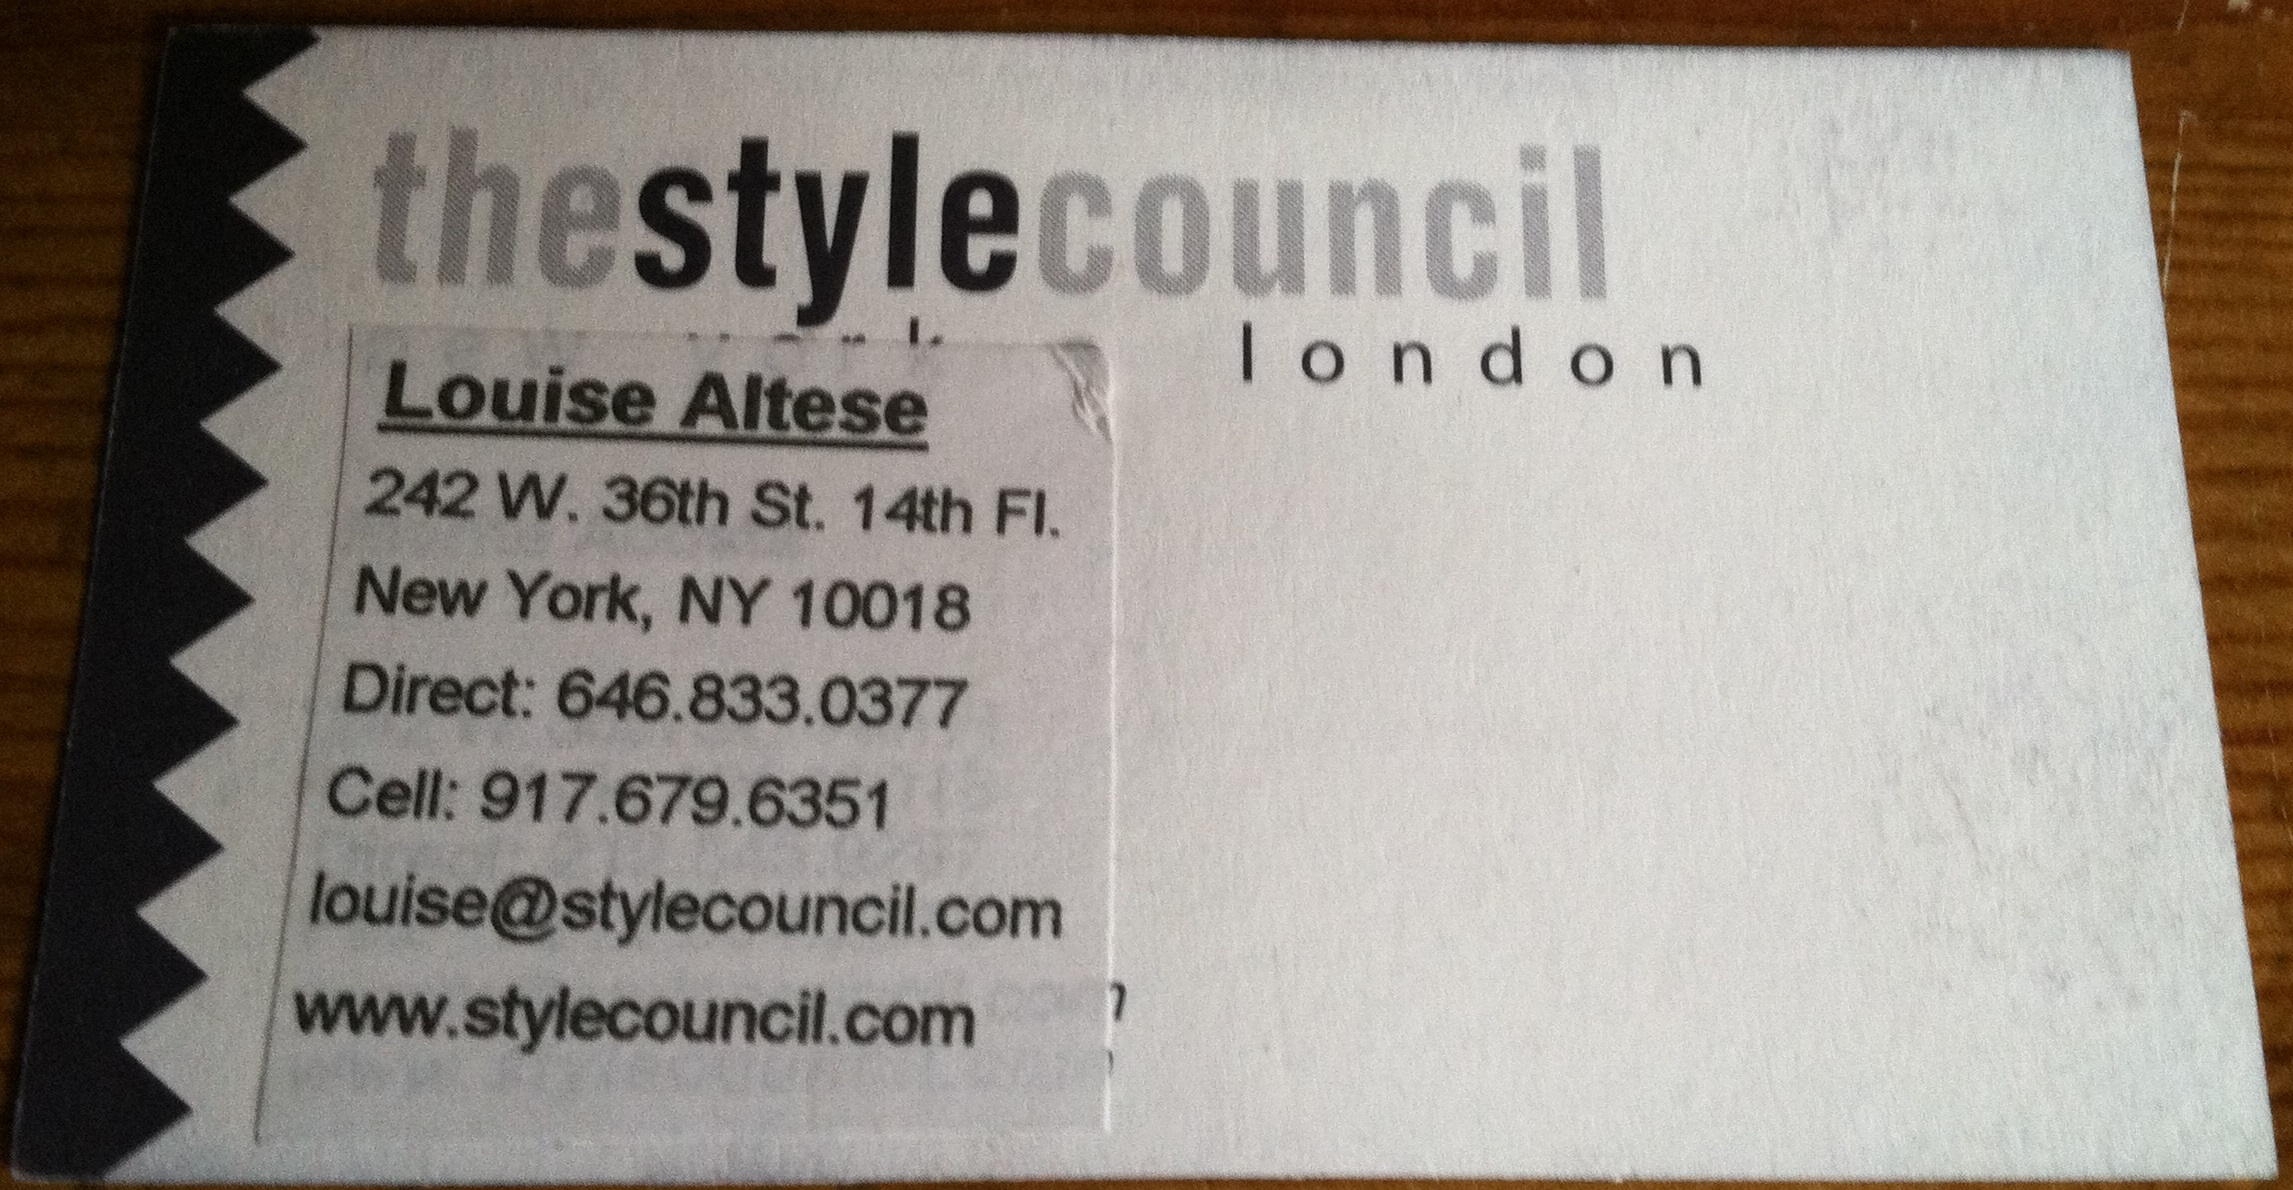 thestylecouncil
london
Louise Altese
242 W. 36th St. 14th Fl.
New York, NY 10018
Direct: 646.833.0377
Cell: 917.679.6351
louise@stylecouncil.com
www.stylecouncil.com